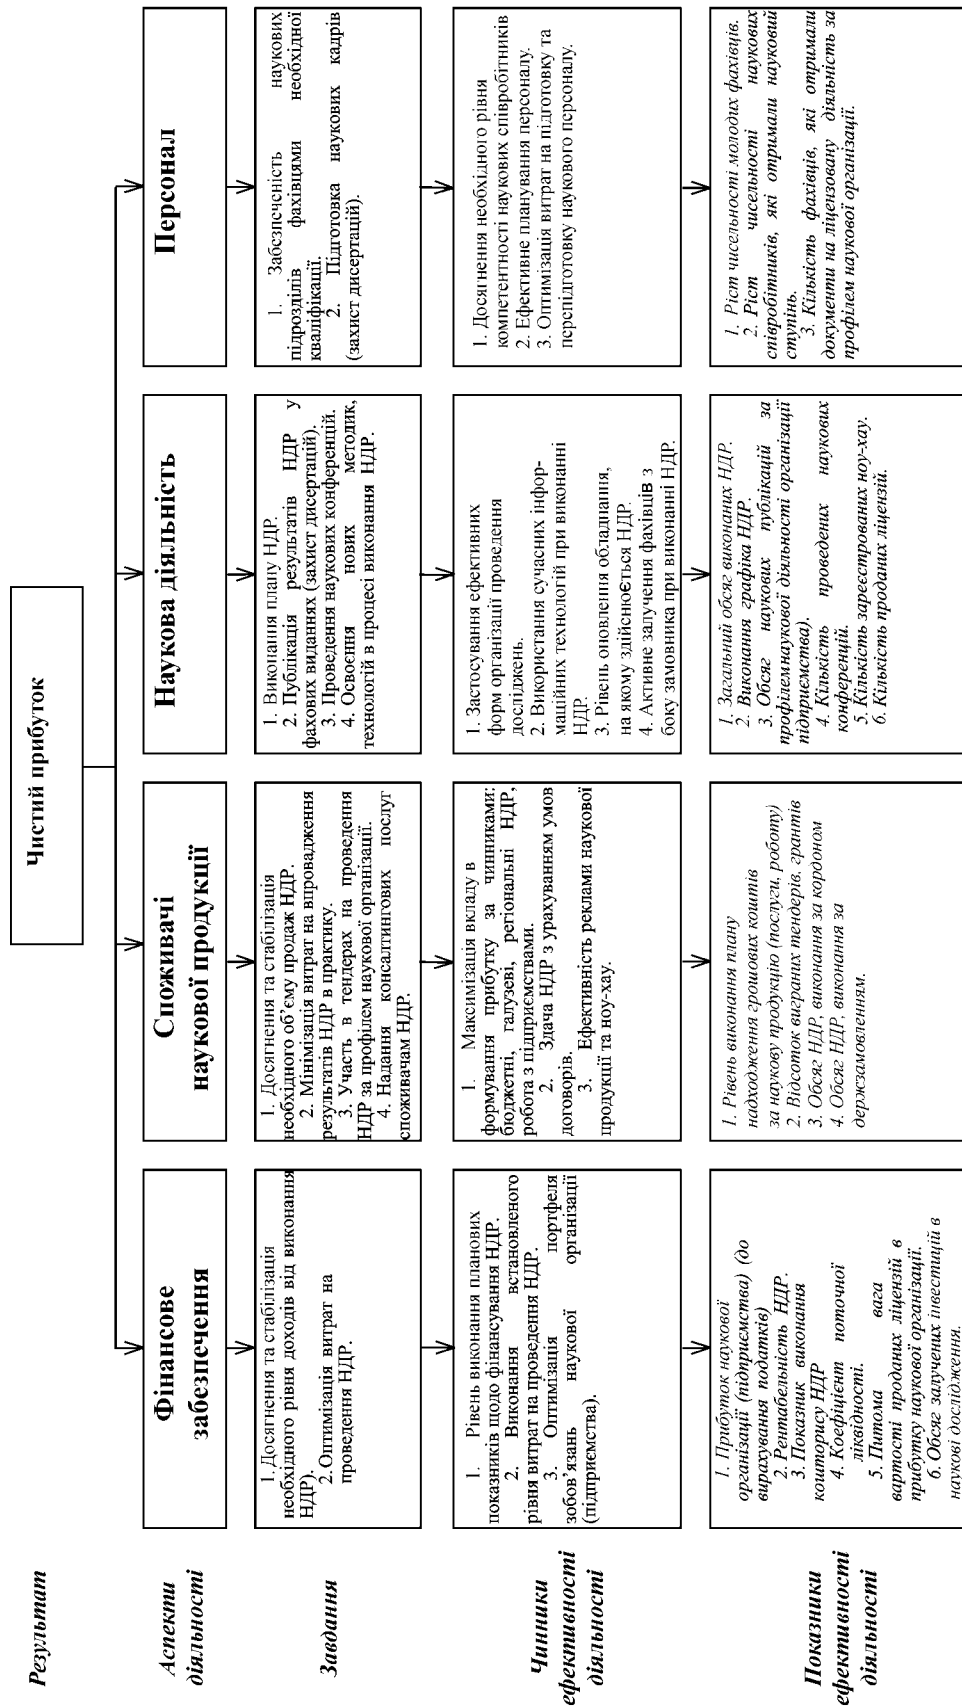 Результат
Чистий прибуток
Аспекти
діяльності
Фінансове
забезпечення
Споживачі
наукової продукції
Наукова діяльність
Персонал
Завдання
1. Досягнення та стабілізація
необхідного рівня доходів від виконання
НДР).
2. Оптимізація витрат на
проведення НДР.
1. Досягнення та стабілізація
необхідного об’єму продаж НДР.
2. Мінімізація витрат на впровадження
результатів НДР в практику.
3. Участь в тендерах на проведення
НДР за профілем наукової організації.
4. Надання консалтингових послуг
споживачам НДР.
1. Виконання плану НДР.
2. Публікація результатів НДР у
фахових виданнях (захист дисертацій).
3. Проведення наукових конференцій.
4. Освоєння нових методик,
технологій в процесі виконання НДР.
1. Забезпеченість наукових
підрозділів фахівцями необхідної
кваліфікації.
2. Підготовка наукових кадрів
(захист дисертацій).
Чинники
ефективності
діяльності
1. Рівень виконання планових
показників щодо фінансування НДР.
2. Виконання встановленого
рівня витрат на проведення НДР.
3. Оптимізація портфеля
зобов’язань наукової організації
(підприємства).
1. Максимізація вкладу в
формування прибутку за чинниками:
бюджетні, галузеві, регіональні НДР,
робота з підприємствами.
2. Здача НДР з урахуванням умов
договорів.
3. Ефективність реклами наукової
продукції та ноу-хау.
1. Застосування ефективних
форм організації проведення
досліджень.
2. Використання сучасних інфор-
маційних технологій при виконанні
НДР.
3. Рівень оновлення обладнання,
на якому здійснюється НДР.
4. Активне залучення фахівців з
боку замовника при виконанні НДР.
1. Досягнення необхідного рівня
компетентності наукових співробітників
2. Ефективне планування персоналу.
3. Оптимізація витрат на підготовку та
перепідготовку наукового персоналу.
Показники
ефективності
діяльності
1. Прибуток наукової
організації (підприємства) (до
вирахування податків)
2. Рентабельність НДР.
3. Показник виконання
кошторису НДР
4. Коефіцієнт поточної
ліквідності.
5. Питома вага
вартості проданих ліцензій в
прибутку наукової організації.
6. Обсяг залучених інвестицій в
наукові дослідження.
1. Рівень виконання плану
надходження грошових коштів
за наукову продукцію (послуги, роботу)
2. Відсоток виграних тендерів, грантів
3. Обсяг НДР, виконання за кордоном
4. Обсяг НДР, виконання за
держзамовленням.
1. Загальний обсяг виконаних НДР.
2. Виконання графіка НДР.
3. Обсяг наукових публікацій за
профілемнаукової діяльності організації
підприємства).
4. Кількість проведених наукових
конференцій.
5. Кількість зареєстрованих ноу-хау.
6. Кількість проданих ліцензій.
1. Ріст чисельності молодих фахівців.
2. Ріст чисельності наукових
співробітників, які отримали науковий
ступінь.
3. Кількість фахівців, які отримали
документи на ліцензовану діяльність за
профілем наукової організації.